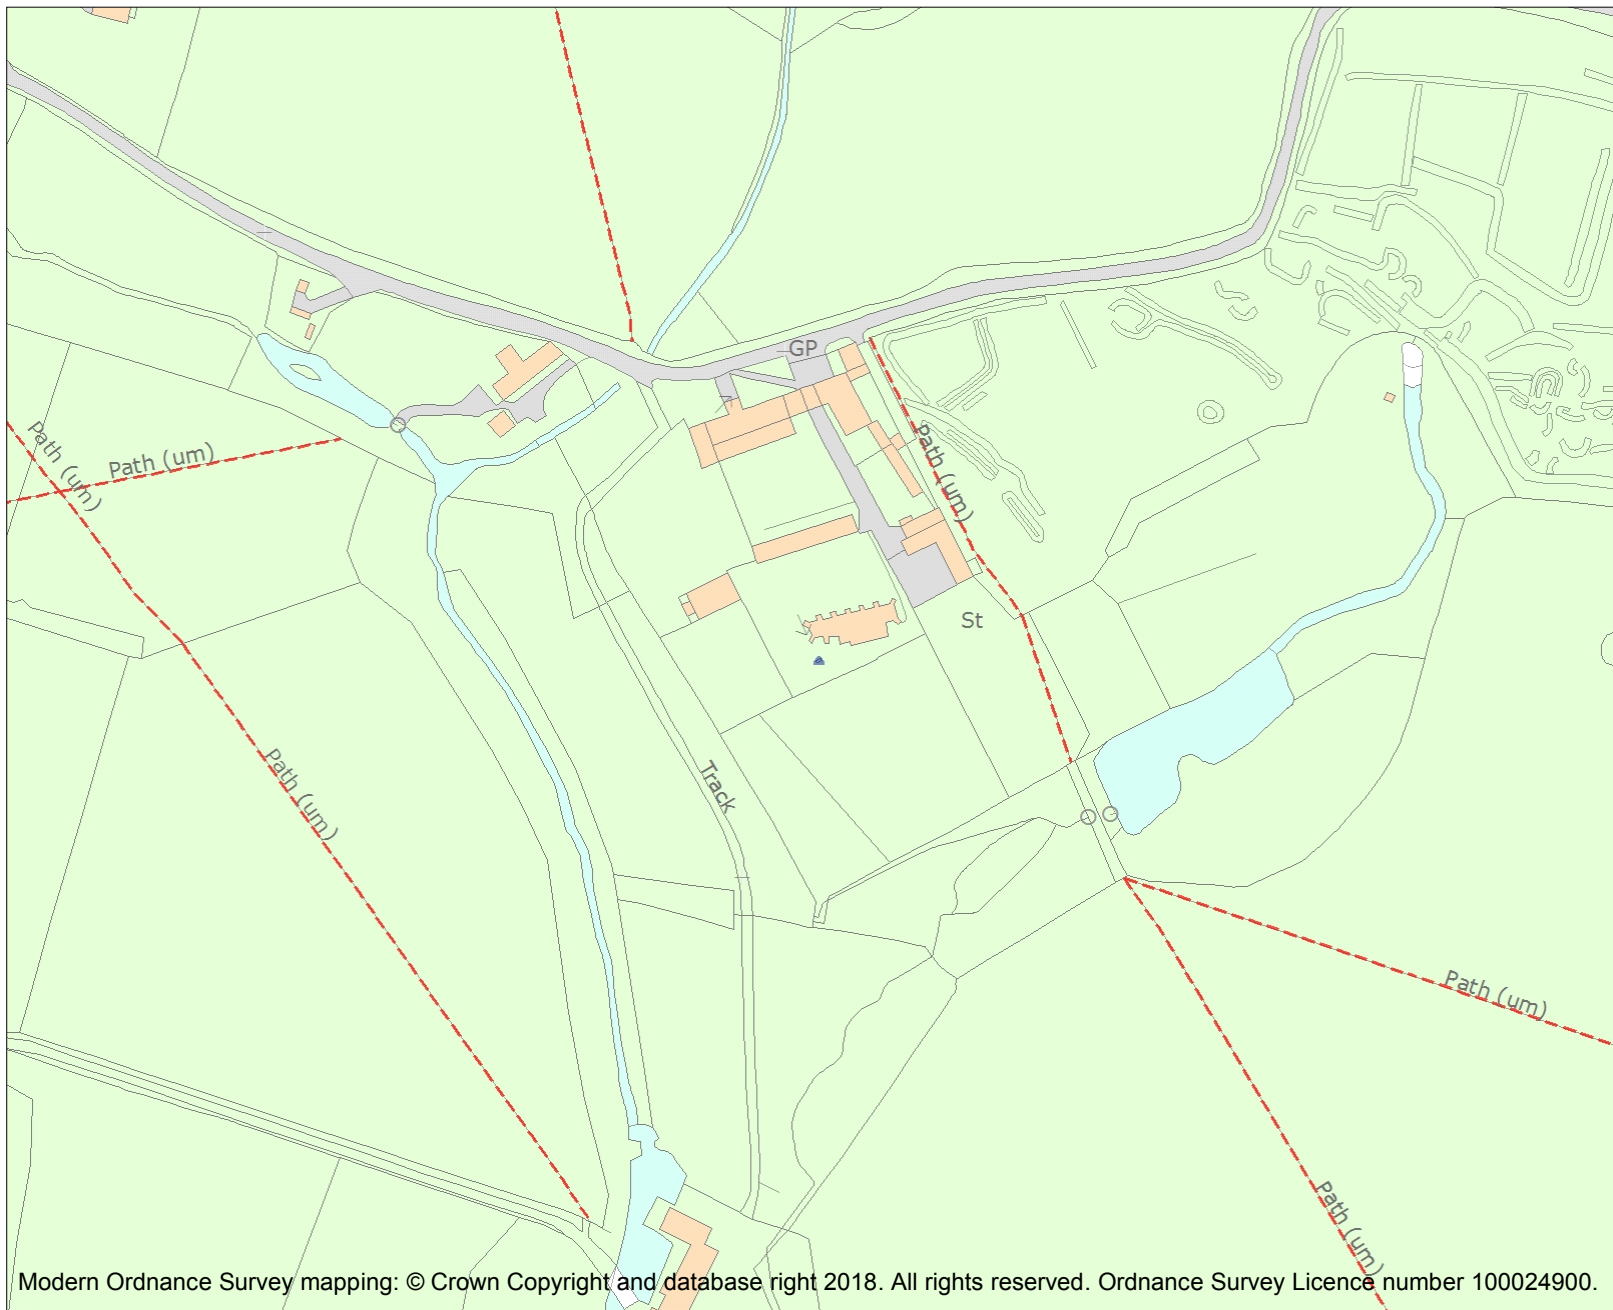 GP
Path (um)
Path (um)
Path (um)
St
Path (um)
Track
Path (um)
Path (um)
Modern Ordnance Survey mapping: © Crown Copyright and database right 2018. All rights reserved. Ordnance Survey Licence number 100024900.